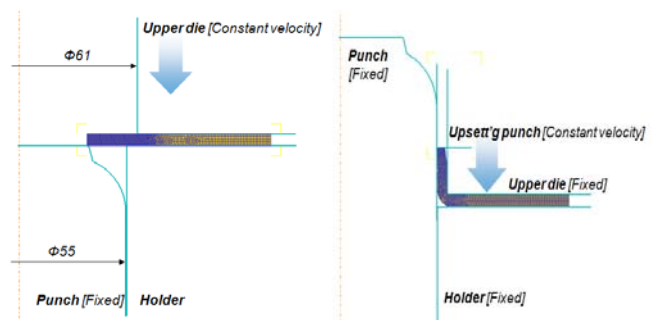 Upper die [Constant velocity]
Φ61
Φ55
Punch [Fixed] Holder
Punch
[Fixed]
Upsett'g punch [Constant velocity]
Upper die [Fixed]
Holder [Fixed]